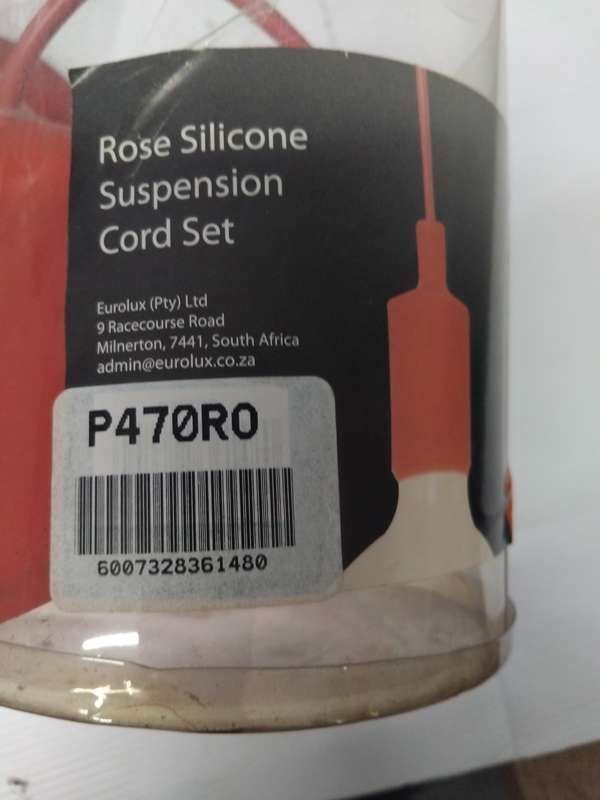 Rose Silicone
Suspension
Cord Set
Eurolux (Pty) Ltd
9 Racecourse Road
Milnerton, 7441, South Africa
admin@eurolux.co.za
P470RO
6007328361480